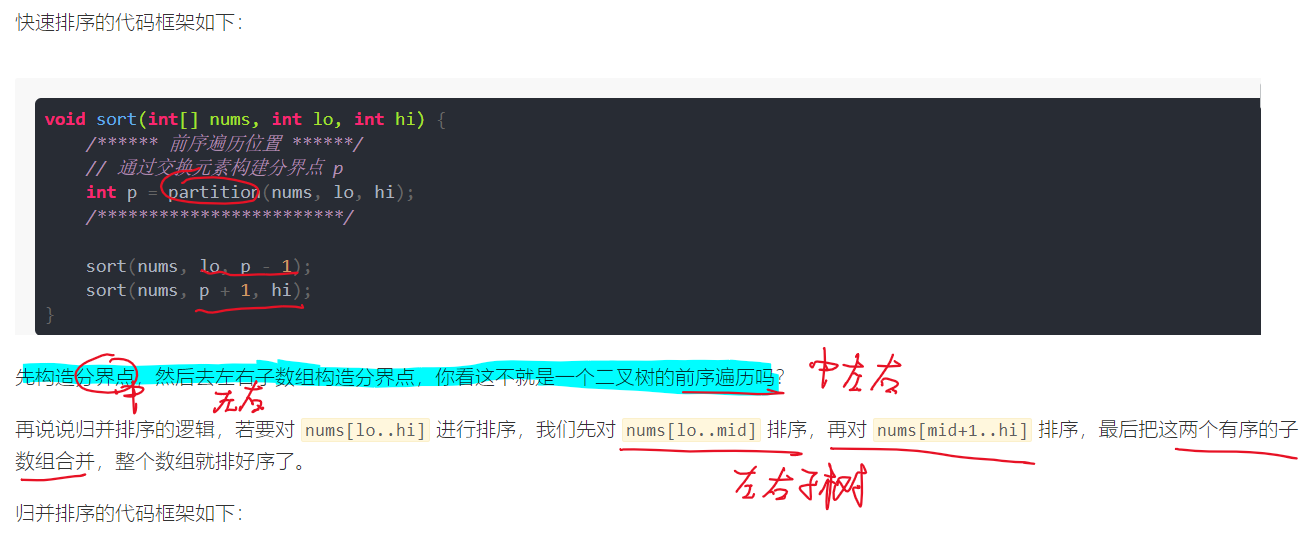 快速排序的代码框架如下：
void sort(int[] nums, int lo, int hi) {
/****** 前序遍历位置 ******/
// 通过交换元素构建分界点 p
int p = partition(nums, lo, hi);
/************************/
sort(nums, lo, p - 1);
sort(nums, p + 1, hi);
}
先构造分界点，然后去左右子数组构造分界点，你看这不就是一个二叉树的前序遍历吗？
中左右
中
左右
再说说归并排序的逻辑，若要对 nums[lo..hi] 进行排序，我们先对 nums[lo..mid] 排序，再对 nums[mid+1..hi] 排序，最后把这两个有序的子
数组合并，整个数组就排好序了。
左右子树
归并排序的代码框架如下：